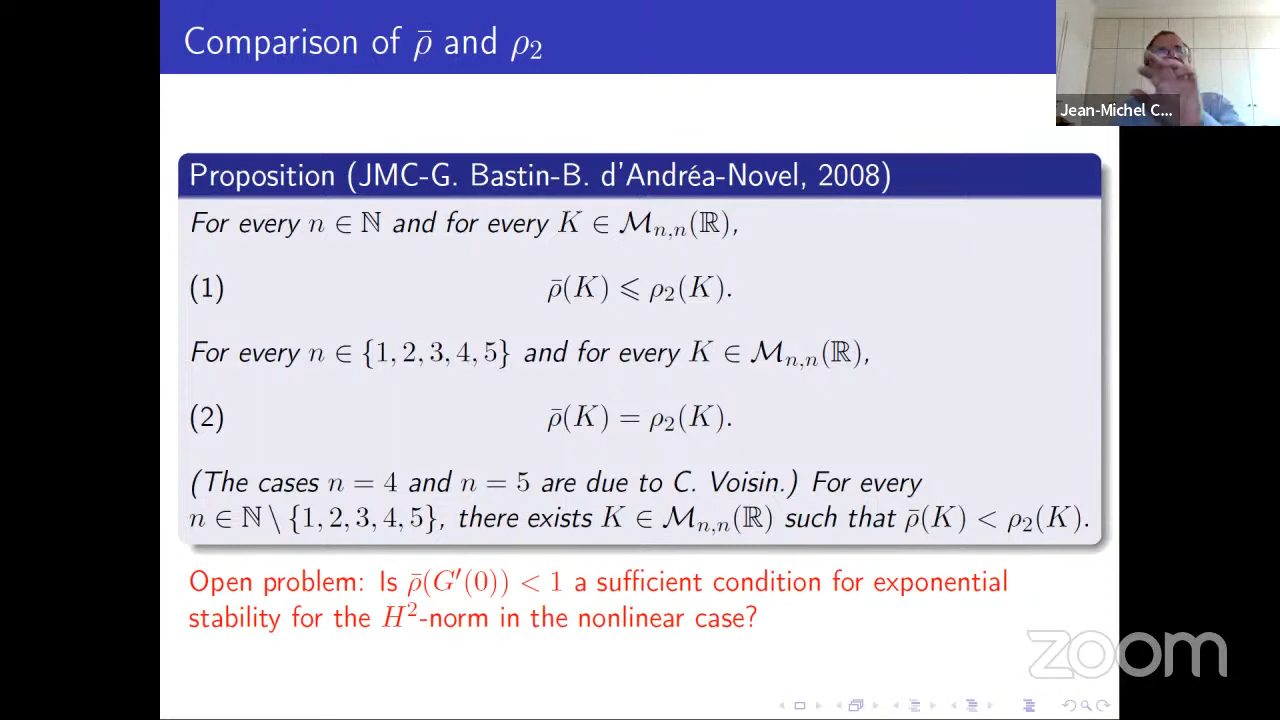 Comparison of ρ̄ and ρ₂
Jean-Michel C...
Proposition (JMC-G. Bastin-B. d'Andréa-Novel, 2008)
For every n ∈ ℕ and for every K ∈ ℳₙ,ₙ(ℝ),
(1) ρ̄(K) ⩽ ρ₂(K).
For every n ∈ {1, 2, 3, 4, 5} and for every K ∈ ℳₙ,ₙ(ℝ),
(2) ρ̄(K) = ρ₂(K).
(The cases n = 4 and n = 5 are due to C. Voisin.) For every
n ∈ ℕ \ {1, 2, 3, 4, 5}, there exists K ∈ ℳₙ,ₙ(ℝ) such that ρ̄(K) < ρ₂(K).
Open problem: Is ρ̄(G′(0)) < 1 a sufficient condition for exponential
stability for the H²-norm in the nonlinear case?
zoom